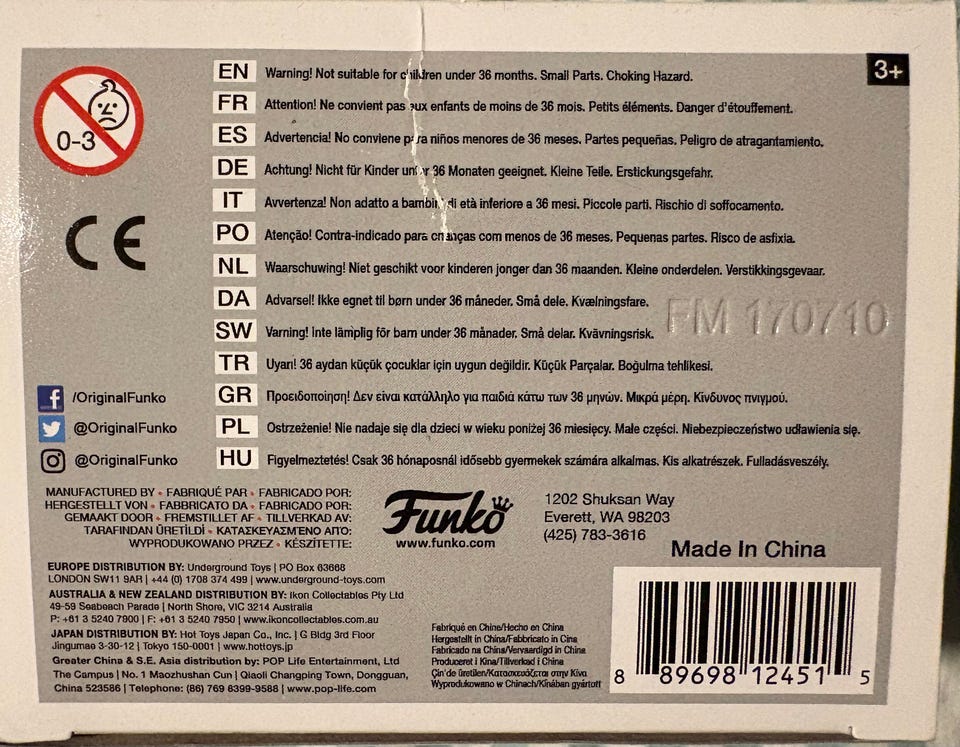 3+
0-3
CE
EN Warning! Not suitable for children under 36 months. Small Parts. Choking Hazard.
FR Attention! Ne convient pas aux enfants de moins de 36 mois. Petits éléments. Danger d'étouffement.
ES Advertencia! No conviene para niños menores de 36 meses. Partes pequeñas. Peligro de atragantamiento.
DE Achtung! Nicht für Kinder unter 36 Monaten geeignet. Kleine Teile. Erstickungsgefahr.
IT Avvertenza! Non adatto a bambini di età inferiore a 36 mesi. Piccole parti. Rischio di soffocamento.
PO Atenção! Contra-indicado para crianças com menos de 36 meses. Pequenas partes. Risco de asfixia.
NL Waarschuwing! Niet geschikt voor kinderen jonger dan 36 maanden. Kleine onderdelen. Verstikkingsgevaar.
DA Advarsel! Ikke egnet til børn under 36 måneder. Små dele. Kvælningsfare.
SW Varning! Inte lämplig för barn under 36 månader. Små delar. Kvävningsrisk.
FM 170710
TR Uyarı! 36 aydan küçük çocuklar için uygun değildir. Küçük Parçalar. Boğulma tehlikesi.
GR Προειδοποίηση! Δεν είναι κατάλληλο για παιδιά κάτω των 36 μηνών. Μικρά μέρη. Κίνδυνος πνιγμού.
PL Ostrzeżenie! Nie nadaje się dla dzieci w wieku poniżej 36 miesięcy. Małe części. Niebezpieczeństwo udławienia się.
HU Figyelmeztetés! Csak 36 hónaposnál idősebb gyermekek számára alkalmas. Kis alkatrészek. Fulladásveszély.
/OriginalFunko
@OriginalFunko
@OriginalFunko
MANUFACTURED BY • FABRIQUÉ PAR • FABRICADO POR:
HERGESTELLT VON • FABBRICATO DA • FABRICADO POR:
GEMAAKT DOOR • FREMSTILLET AF • TILLVERKAD AV:
TARAFINDAN ÜRETİLDİ • ΚΑΤΑΣΚΕΥΑΣΜΈΝΟ ΑΠΌ:
WYPRODUKOWANO PRZEZ • KÉSZÍTETTE:
Funko
www.funko.com
1202 Shuksan Way
Everett, WA 98203
(425) 783-3616
Made In China
EUROPE DISTRIBUTION BY: Underground Toys | PO Box 63668
LONDON SW11 9AR | +44 (0) 1708 374 499 | www.underground-toys.com
AUSTRALIA & NEW ZEALAND DISTRIBUTION BY: Ikon Collectables Pty Ltd
49-59 Seabeach Parade | North Shore, VIC 3214 Australia
P: +61 3 5240 7900 | F: +61 3 5240 7950 | www.ikoncollectables.com.au
JAPAN DISTRIBUTION BY: Hot Toys Japan Co., Inc. | G Bldg 3rd Floor
Jingumae 3-30-12 | Tokyo 150-0001 | www.hottoys.jp
Greater China & S.E. Asia distribution by: POP Life Entertainment, Ltd
The Campus | No. 1 Maozhushan Cun | Qiaoli Changping Town, Dongguan,
China 523586 | Telephone: (86) 769 6399-9588 | www.pop-life.com
Fabriqué en Chine/Hecho en China
Hergestellt in China/Fabbricato in Cina
Fabricado na China/Vervaardigd in China
Produceret i Kina/Tillverkad i China
Çin'de üretilen/Κατασκευάζεται στην Κίνα
Wyprodukowano w Chinach/Kínában gyártott
8 89698 12451 5